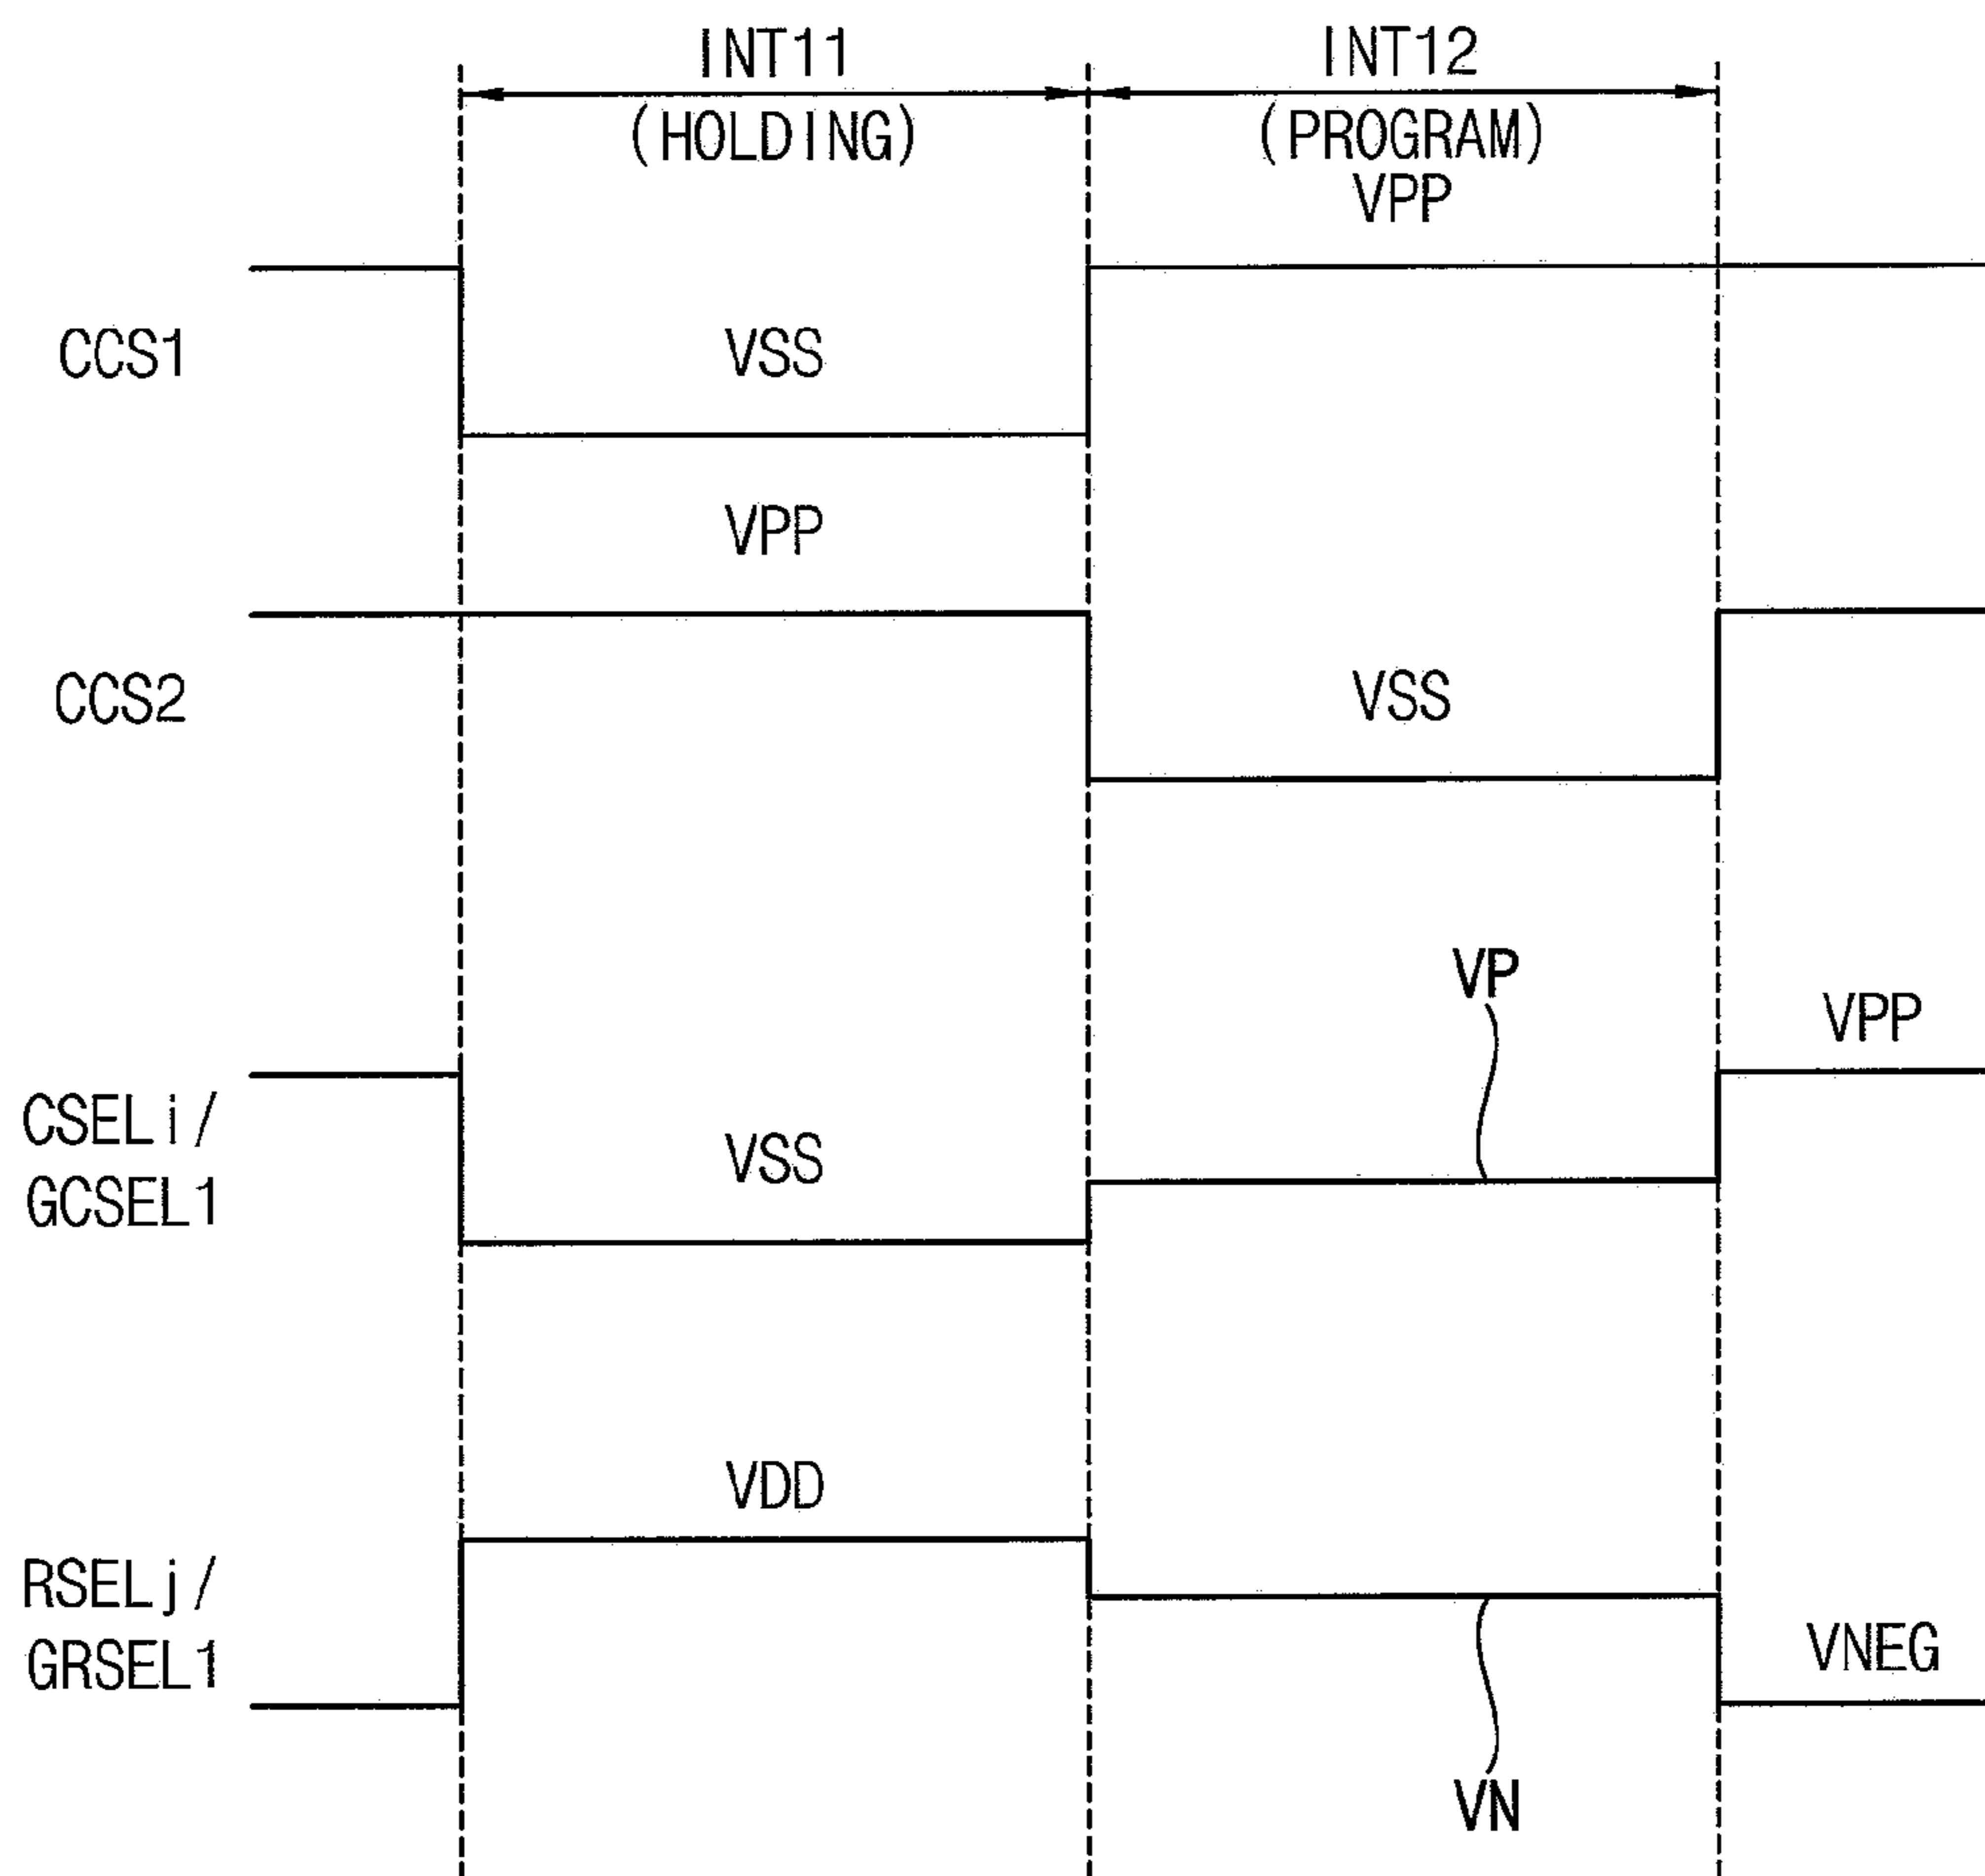 INT11
INT12
(HOLDING)
(PROGRAM)
VPP
CCS1
VSS
VPP
CCS2
VSS
VP
VPP
CSELi/
GCSEL1
VSS
VDD
RSELj/
GRSEL1
VNEG
VN